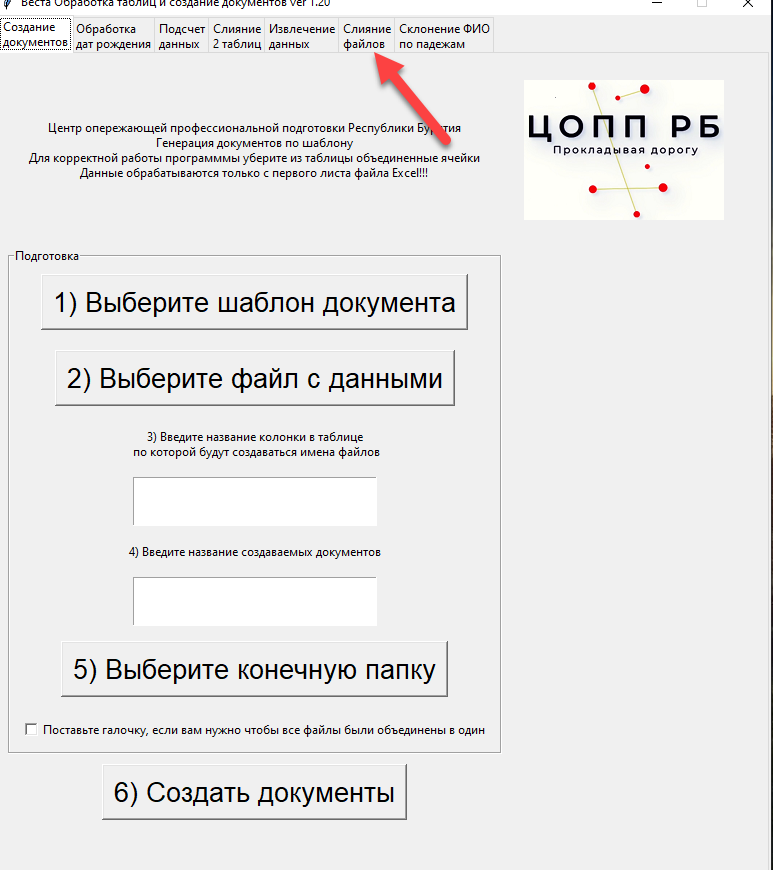 Веста Обработка таблиц и создание документов ver 1.20
Создание документов
Обработка дат рождения
Подсчет данных
Слияние 2 таблиц
Извлечение данных
Слияние файлов
Склонение ФИО по падежам
Центр опережающей профессиональной подготовки Республики Бурятия
Генерация документов по шаблону
Для корректной работы программмы уберите из таблицы объединенные ячейки
Данные обрабатываются только с первого листа файла Excel!!!
ЦОПП РБ
Прокладывая дорогу
Подготовка
1) Выберите шаблон документа
2) Выберите файл с данными
3) Введите название колонки в таблице
по которой будут создаваться имена файлов
4) Введите название создаваемых документов
5) Выберите конечную папку
Поставьте галочку, если вам нужно чтобы все файлы были объединены в один
6) Создать документы